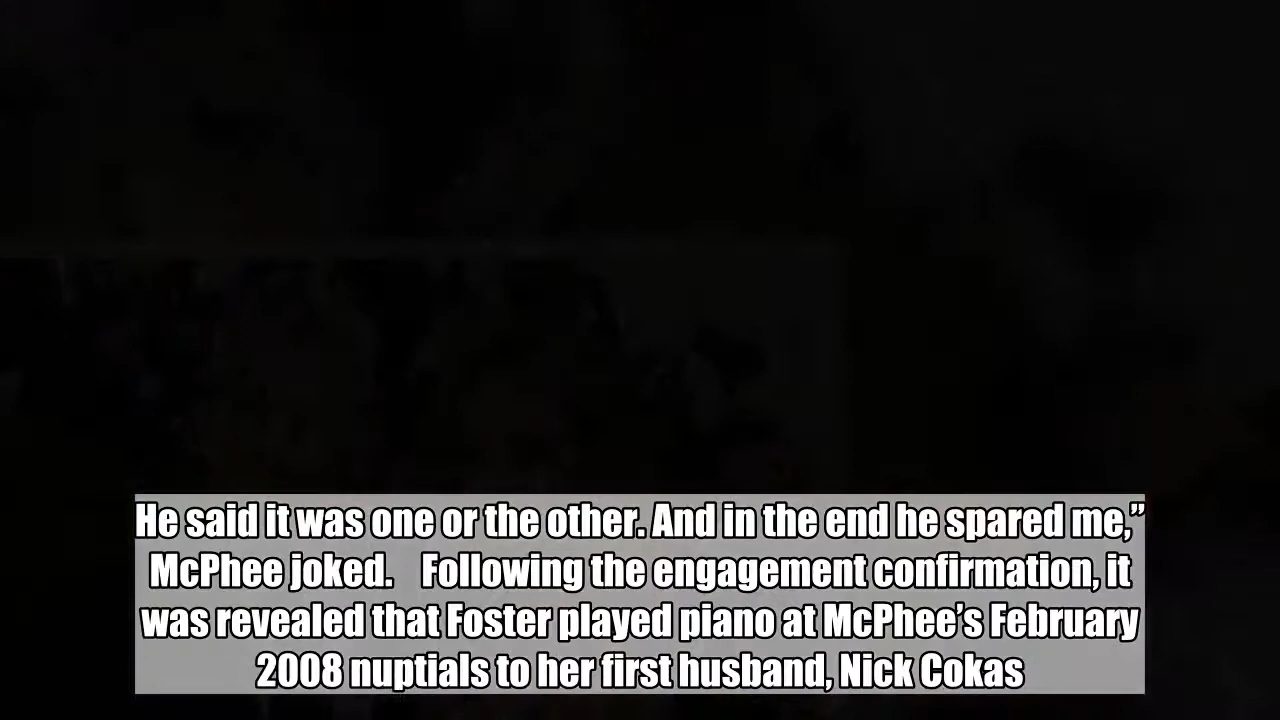 He said it was one or the other. And in the end he spared me,”
McPhee joked.    Following the engagement confirmation, it
was revealed that Foster played piano at McPhee’s February
2008 nuptials to her first husband, Nick Cokas